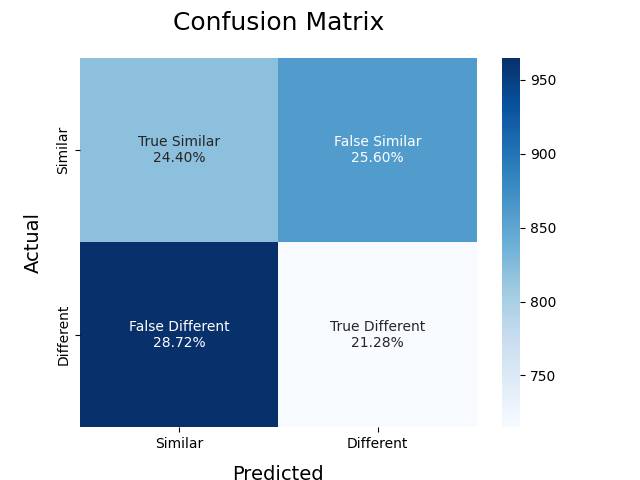 Confusion Matrix
Actual
Similar
Different
True Similar
24.40%
False Similar
25.60%
False Different
28.72%
True Different
21.28%
Similar
Different
Predicted
950
900
850
800
750